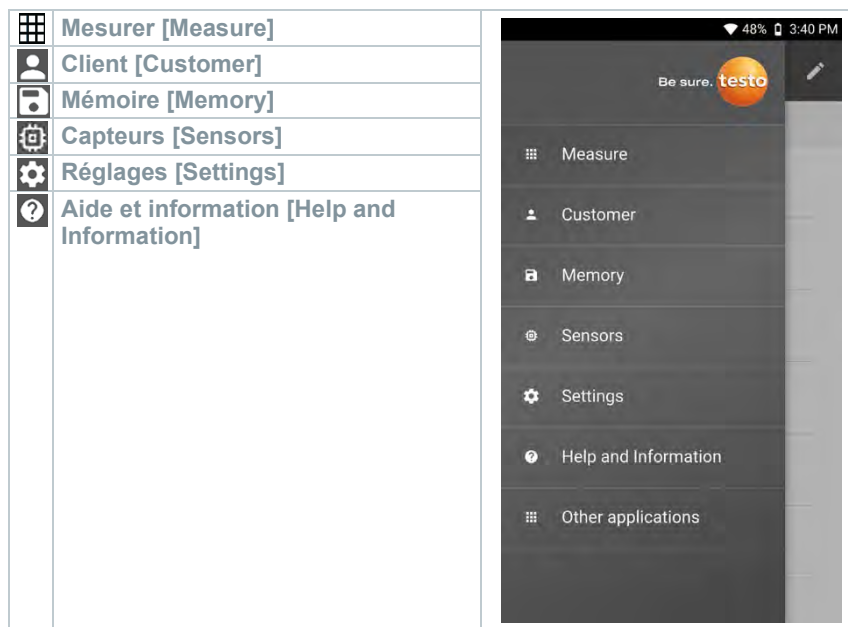 Mesurer [Measure]
Client [Customer]
Mémoire [Memory]
Capteurs [Sensors]
Réglages [Settings]
Aide et information [Help and
Information]
48% 3:40 PM
Be sure. testo
Measure
Customer
Memory
Sensors
Settings
Help and Information
Other applications